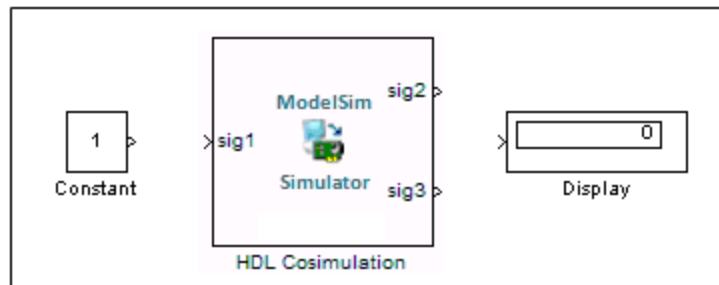 1
Constant
sig1
ModelSim
Simulator
sig2
sig3
HDL Cosimulation
0
Display